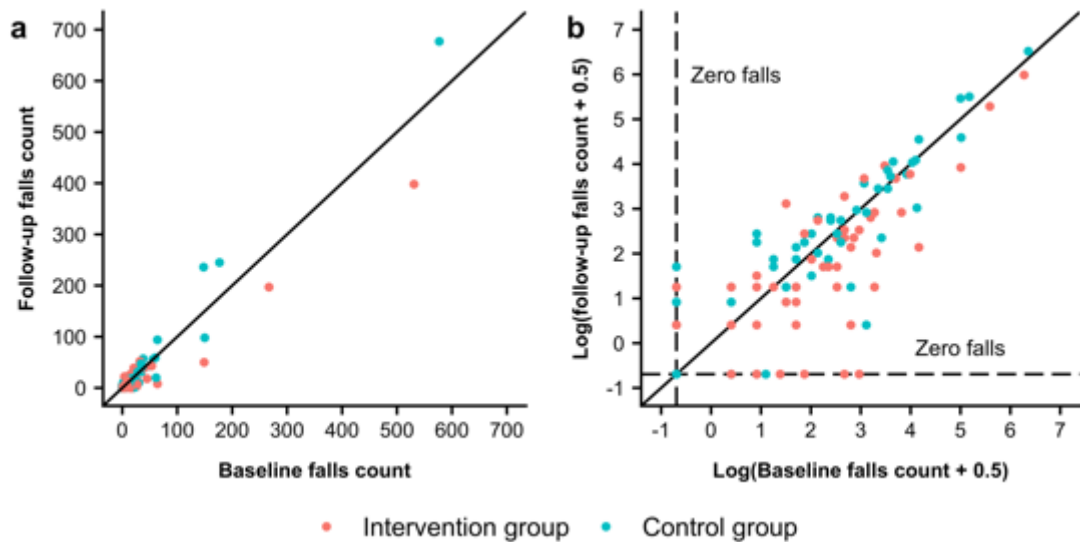 a
Follow-up falls count
700
600
500
400
300
200
100
0
0 100 200 300 400 500 600 700
Baseline falls count
b
Log(follow-up falls count + 0.5)
7
6
5
4
3
2
1
0
-1
Zero falls
Zero falls
-1 0 1 2 3 4 5 6 7
Log(Baseline falls count + 0.5)
Intervention group Control group